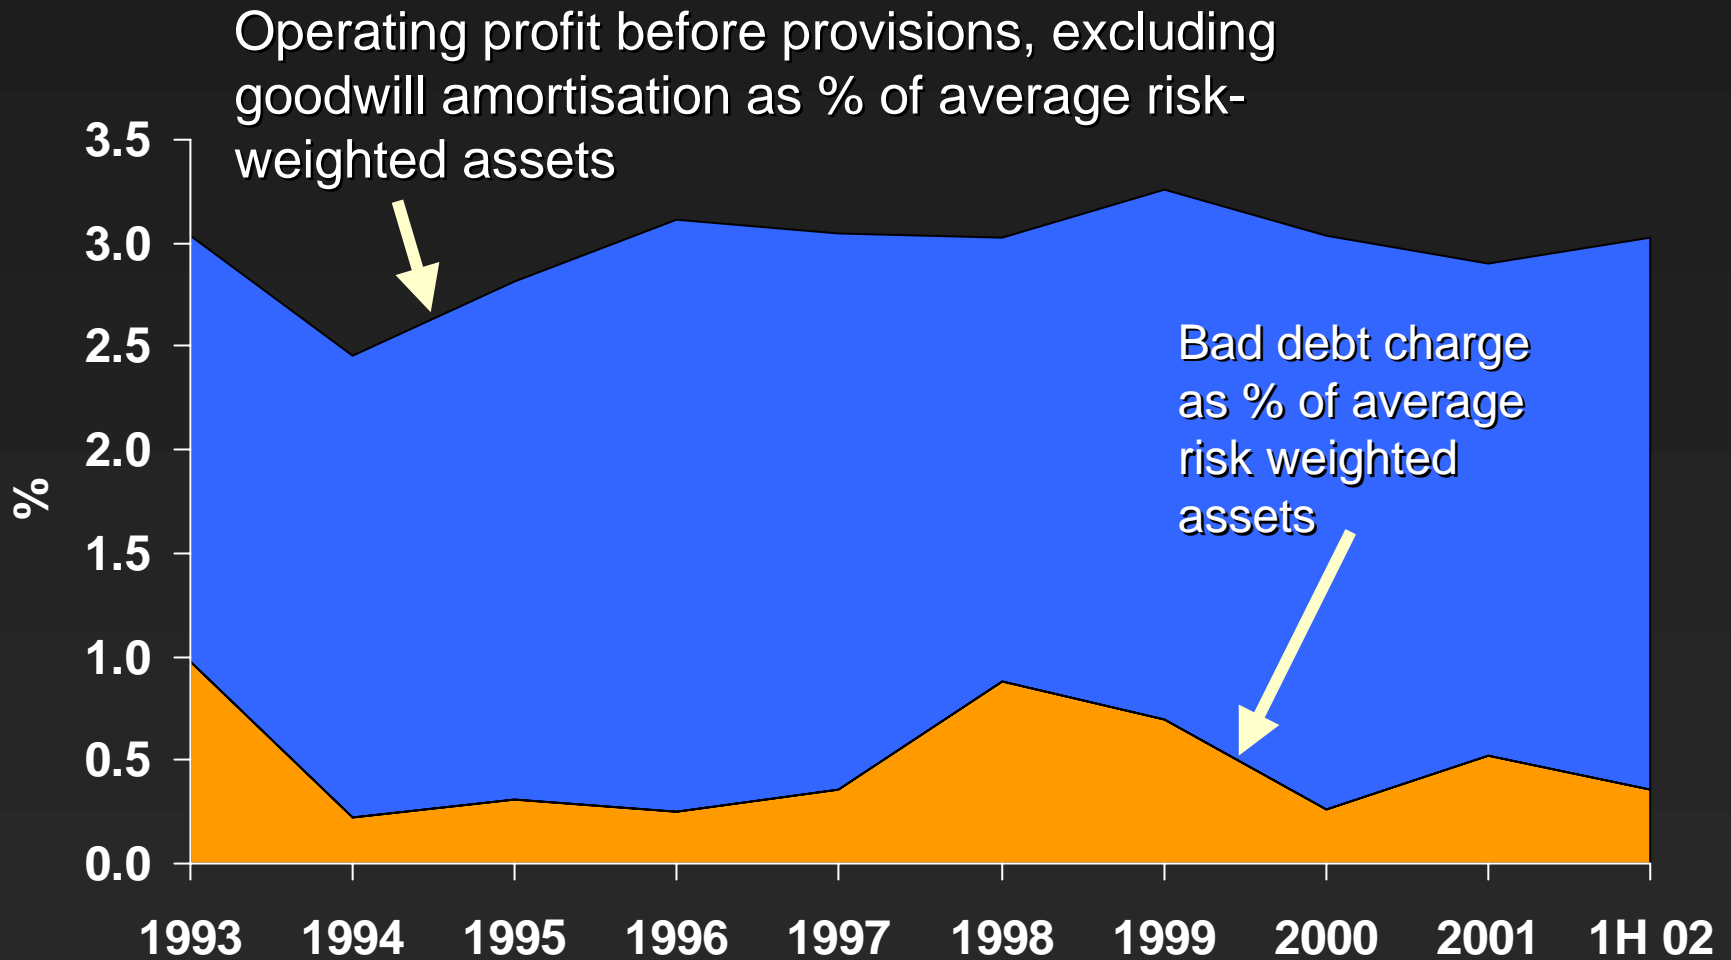 Operating profit before provisions, excluding
goodwill amortisation as % of average risk-
weighted assets
3.5
3.0
2.5
2.0
1.5
1.0
0.5
0.0
%
Bad debt charge
as % of average
risk weighted
assets
1993 1994 1995 1996 1997 1998 1999 2000 2001 1H 02